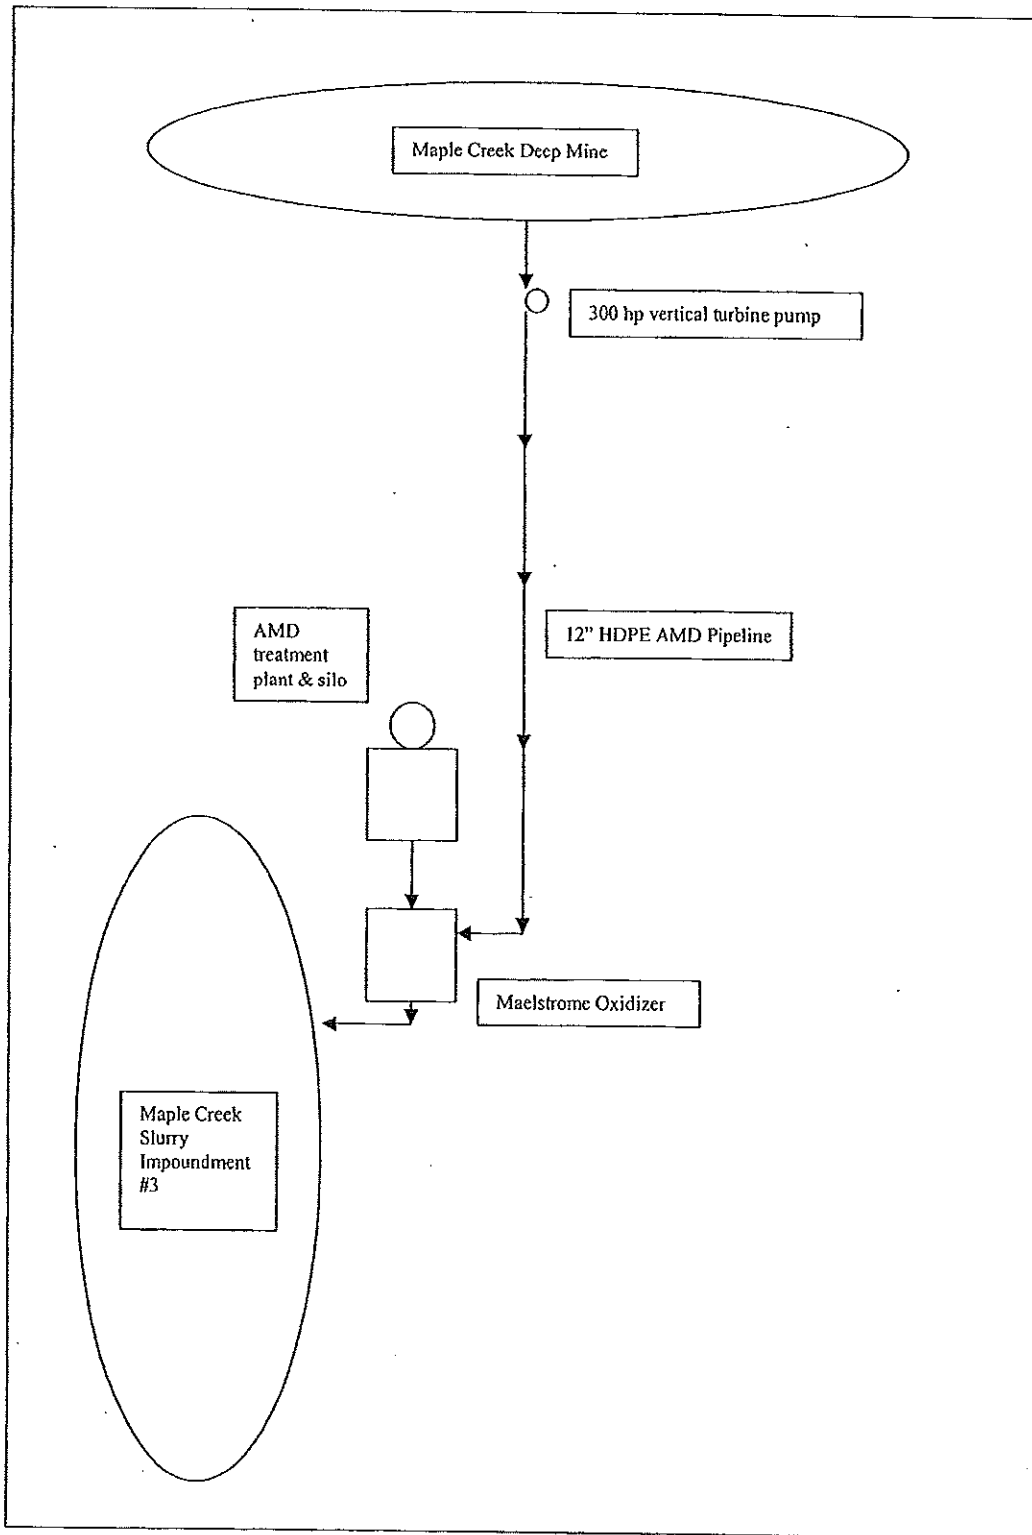 Maple Creek Deep Mine
300 hp vertical turbine pump
12" HDPE AMD Pipeline
AMD
treatment
plant & silo
Maelstrome Oxidizer
Maple Creek
Slurry
Impoundment
#3